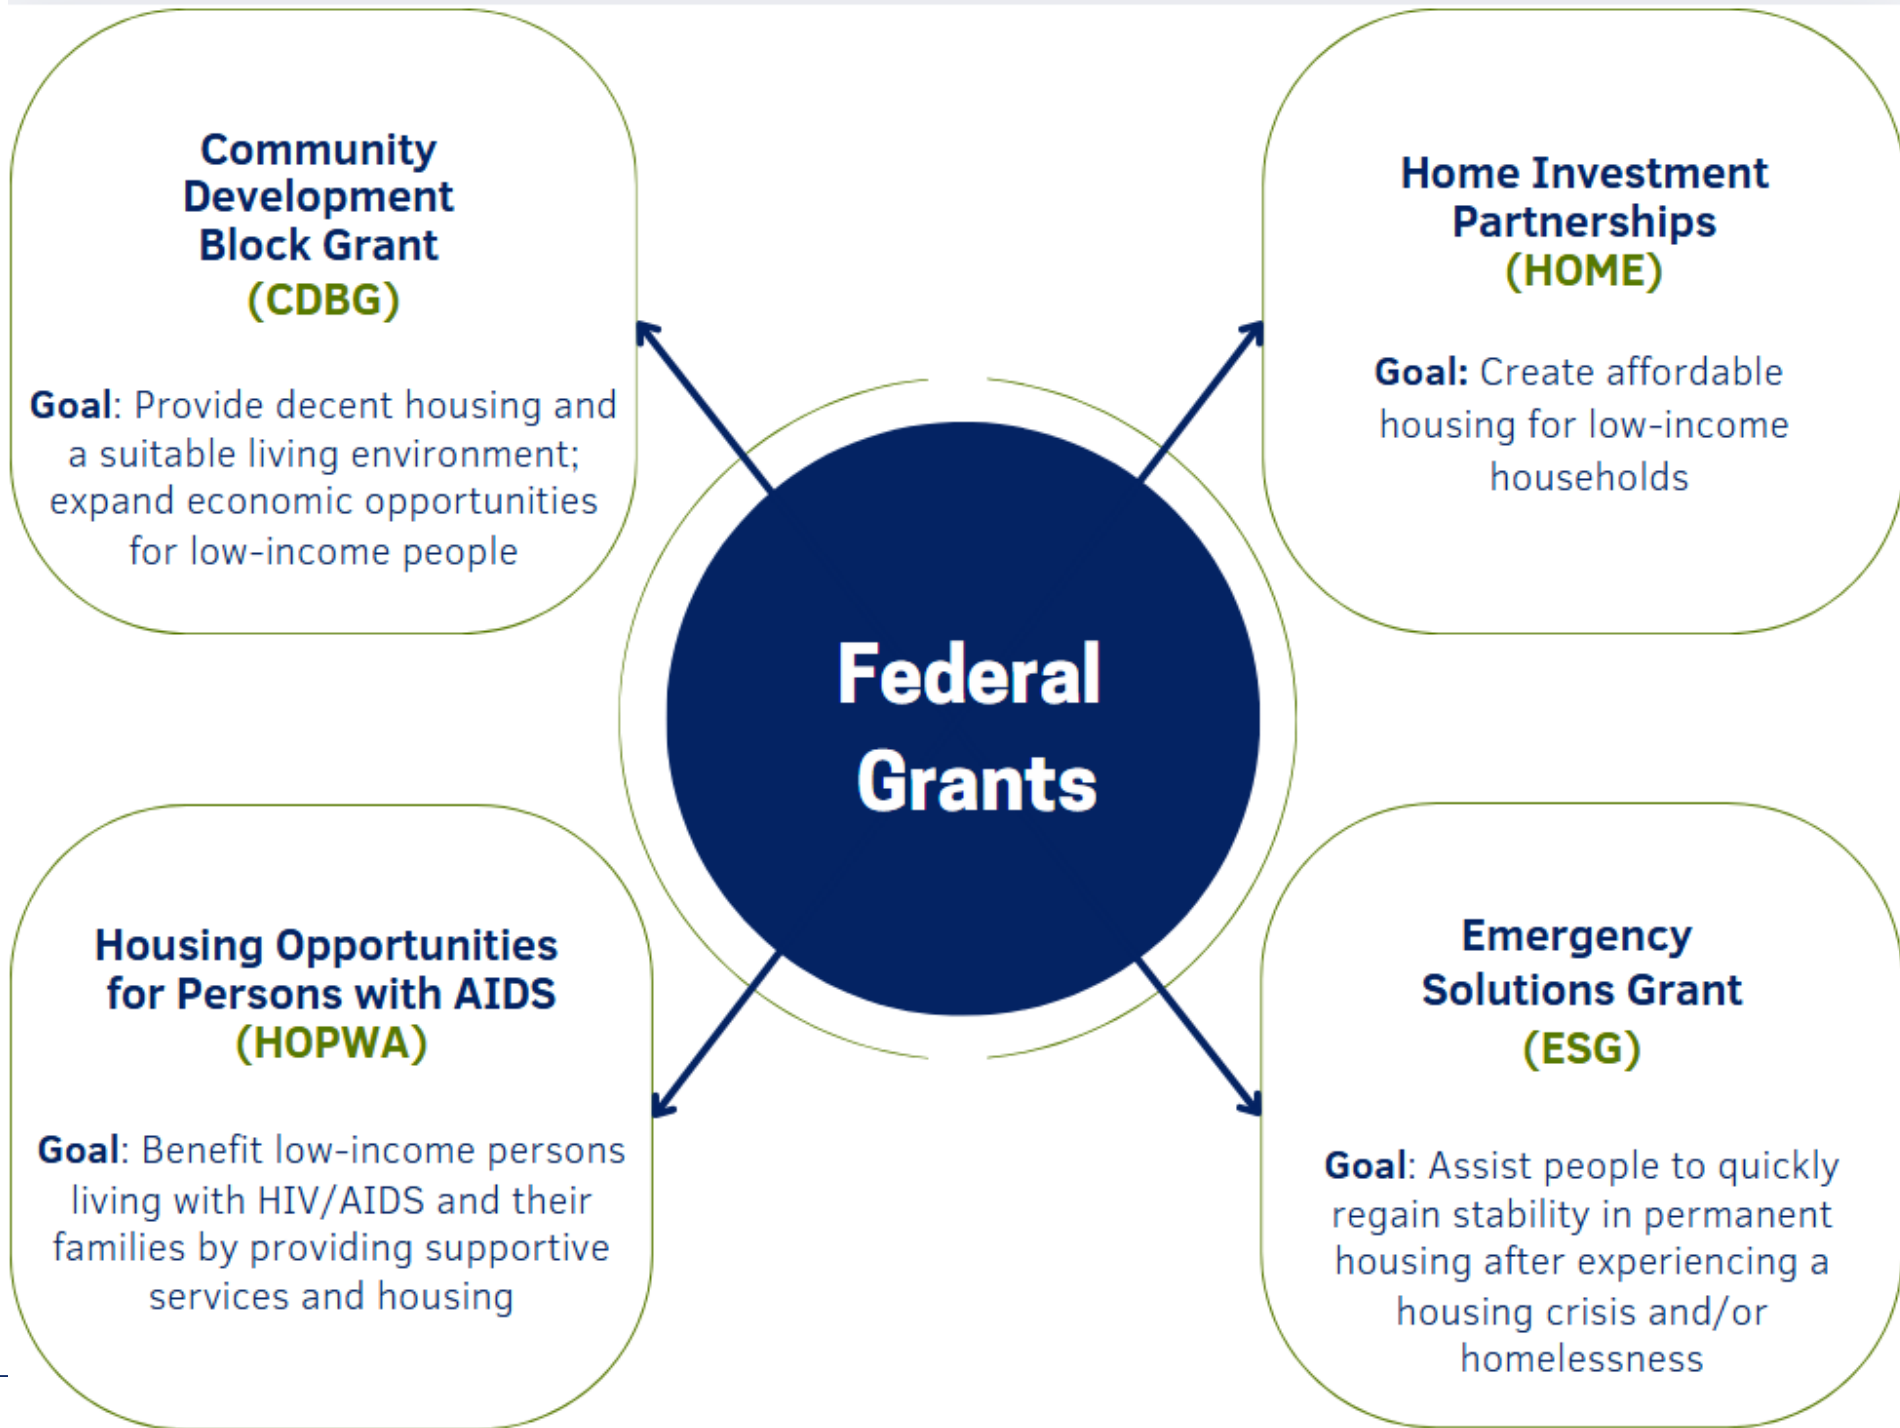 Community
Development
Block Grant
(CDBG)
Goal: Provide decent housing and
a suitable living environment;
expand economic opportunities
for low-income people
Home Investment
Partnerships
(HOME)
Goal: Create affordable
housing for low-income
households
Federal
Grants
Housing Opportunities
for Persons with AIDS
(HOPWA)
Goal: Benefit low-income persons
living with HIV/AIDS and their
families by providing supportive
services and housing
Emergency
Solutions Grant
(ESG)
Goal: Assist people to quickly
regain stability in permanent
housing after experiencing a
housing crisis and/or
homelessness